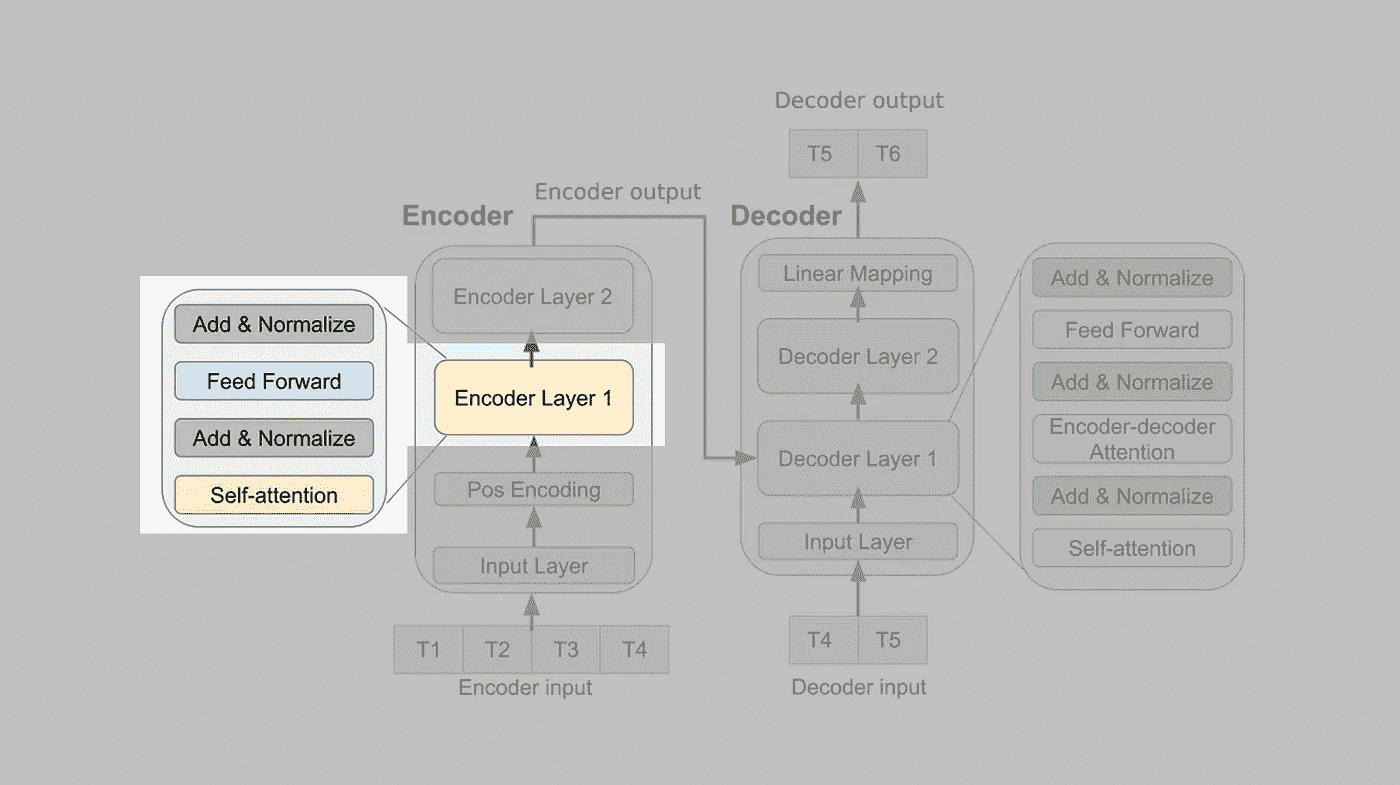 Decoder output
T5 T6
Encoder output
Encoder
Decoder
Encoder Layer 2
Encoder Layer 1
Pos Encoding
Input Layer
T1 T2 T3 T4
Encoder input
Add & Normalize
Feed Forward
Add & Normalize
Self-attention
Linear Mapping
Decoder Layer 2
Decoder Layer 1
Input Layer
T4 T5
Decoder input
Add & Normalize
Feed Forward
Add & Normalize
Encoder-decoder
Attention
Add & Normalize
Self-attention